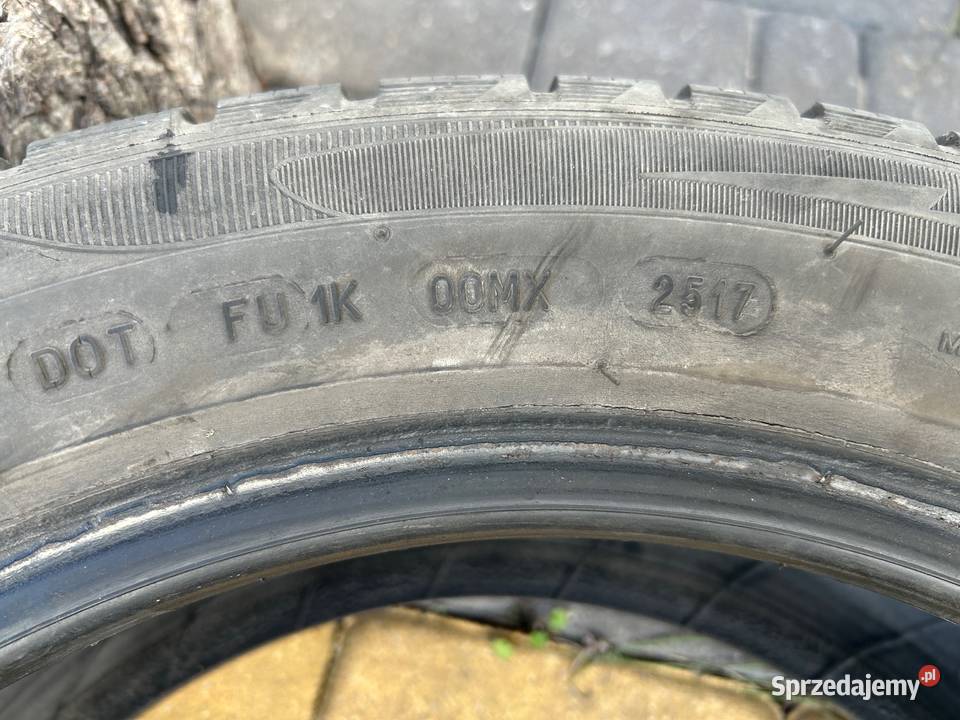 DOT FU 1K 00MX 2517 M
Sprzedajemy.pl